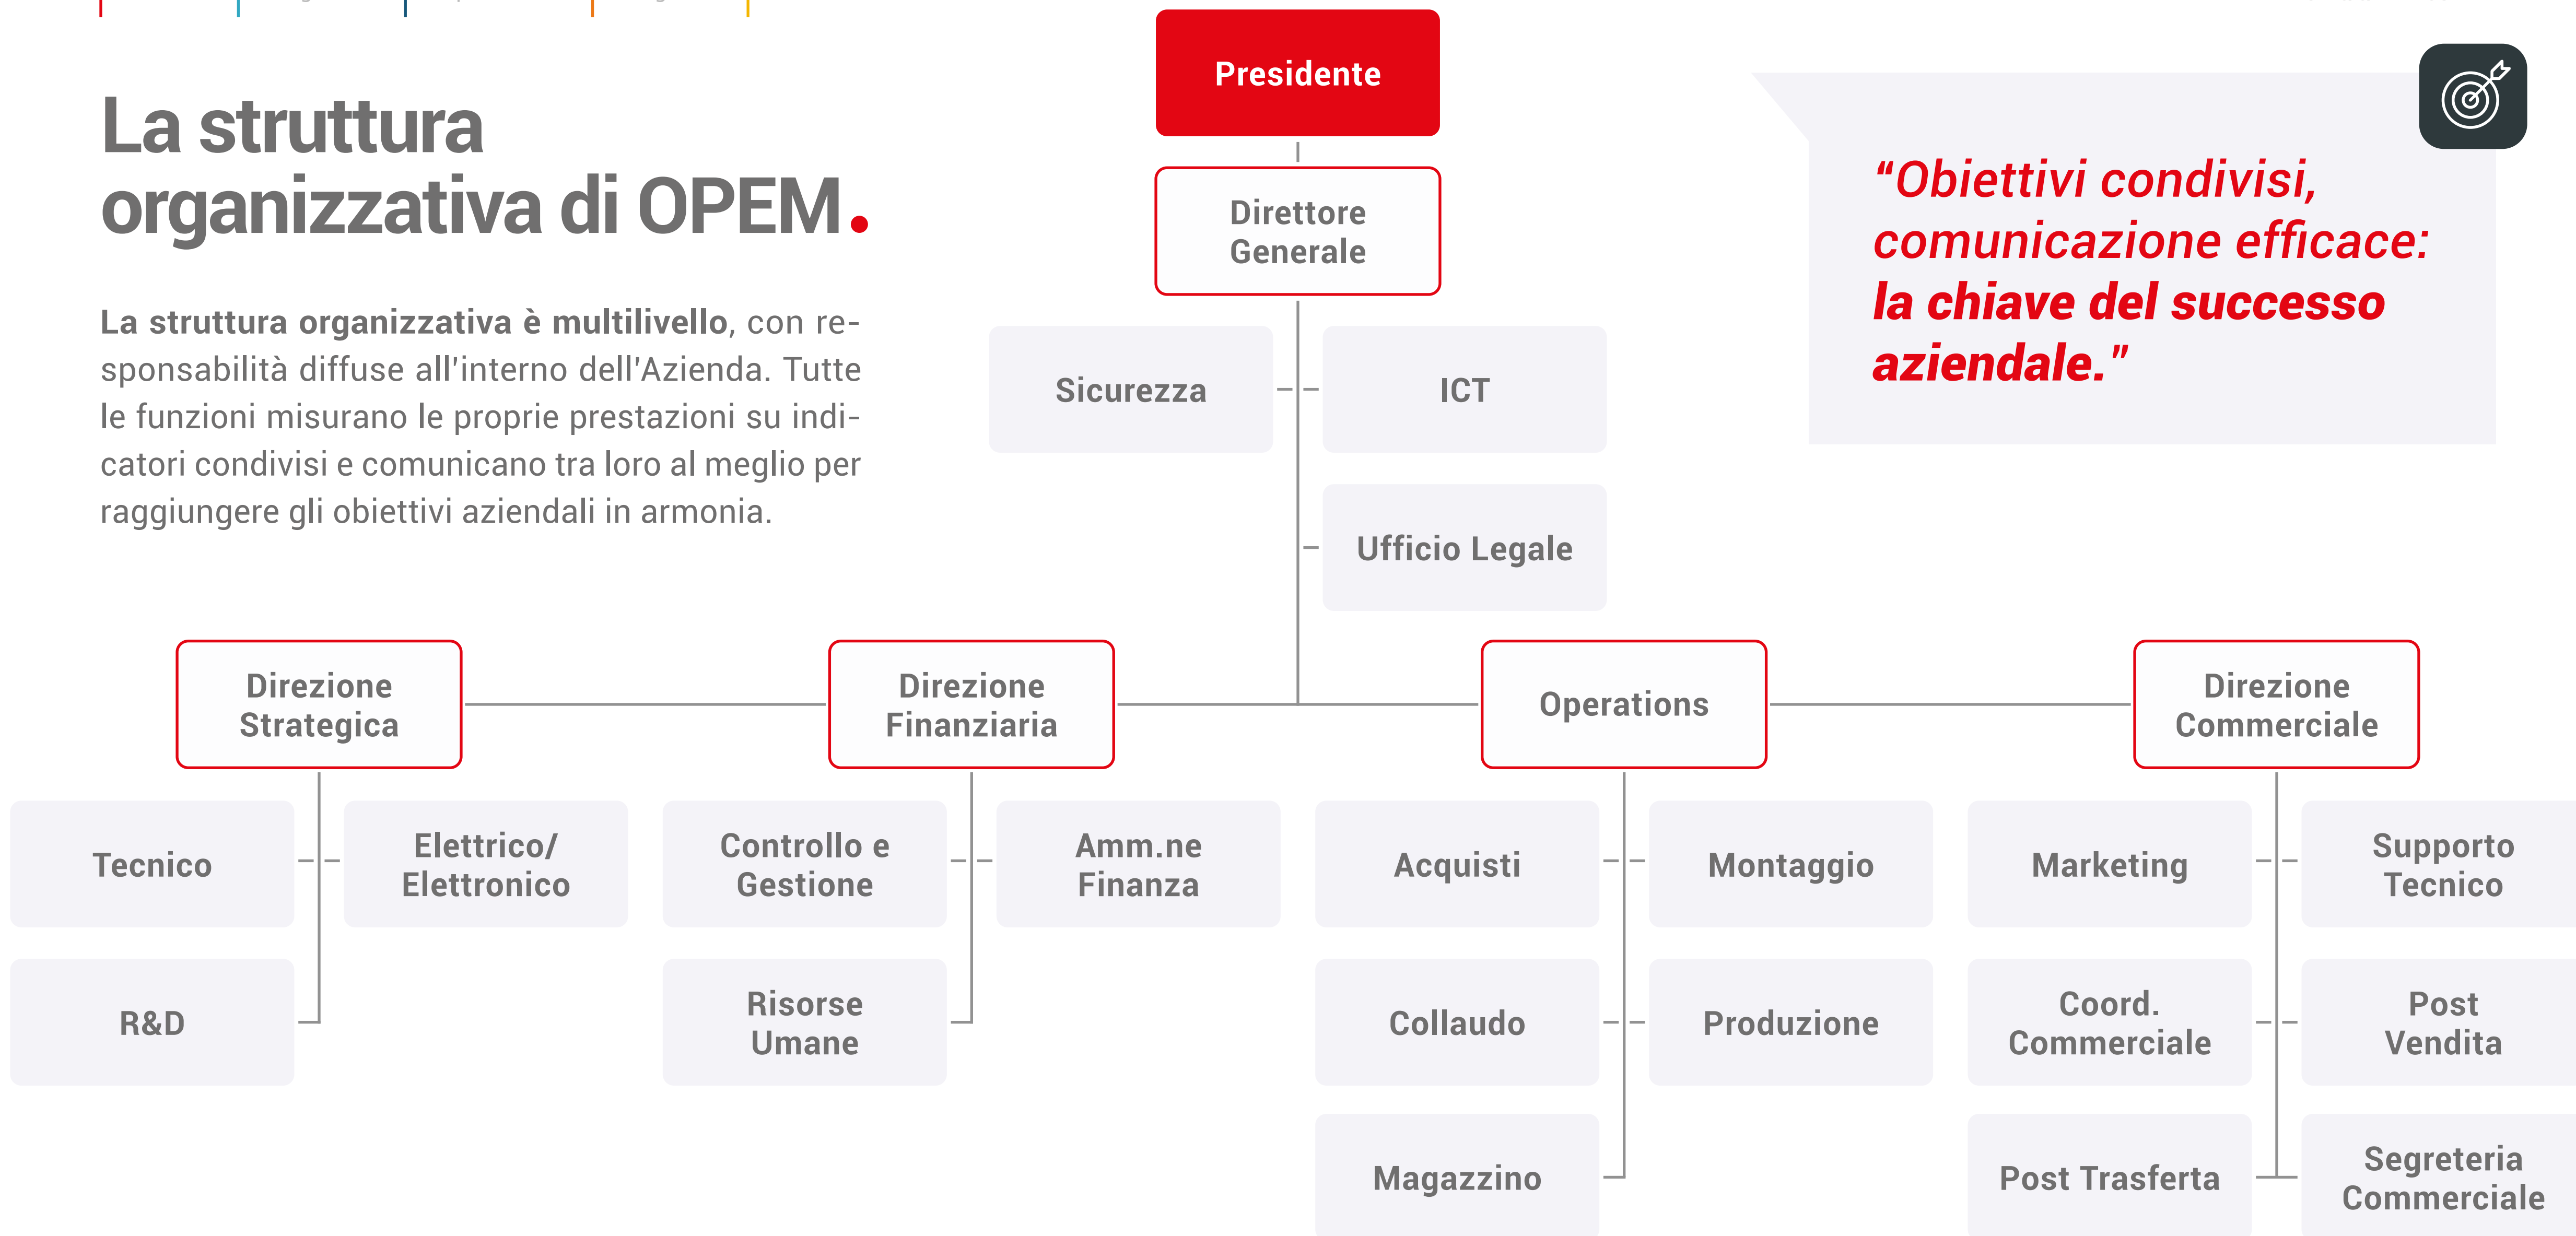 La struttura
organizzativa di OPEM.
La struttura organizzativa è multilivello, con re-
sponsabilità diffuse all'interno dell'Azienda. Tutte
le funzioni misurano le proprie prestazioni su indi-
catori condivisi e comunicano tra loro al meglio per
raggiungere gli obiettivi aziendali in armonia.
Presidente
Direttore
Generale
"Obiettivi condivisi,
comunicazione efficace:
la chiave del successo
aziendale."
Sicurezza
ICT
Ufficio Legale
Direzione
Strategica
Direzione
Finanziaria
Operations
Direzione
Commerciale
Tecnico
Elettrico/
Elettronico
R&D
Controllo e
Gestione
Amm.ne
Finanza
Risorse
Umane
Acquisti
Montaggio
Collaudo
Produzione
Magazzino
Marketing
Supporto
Tecnico
Coord.
Commerciale
Post
Vendita
Post Trasferta
Segreteria
Commerciale